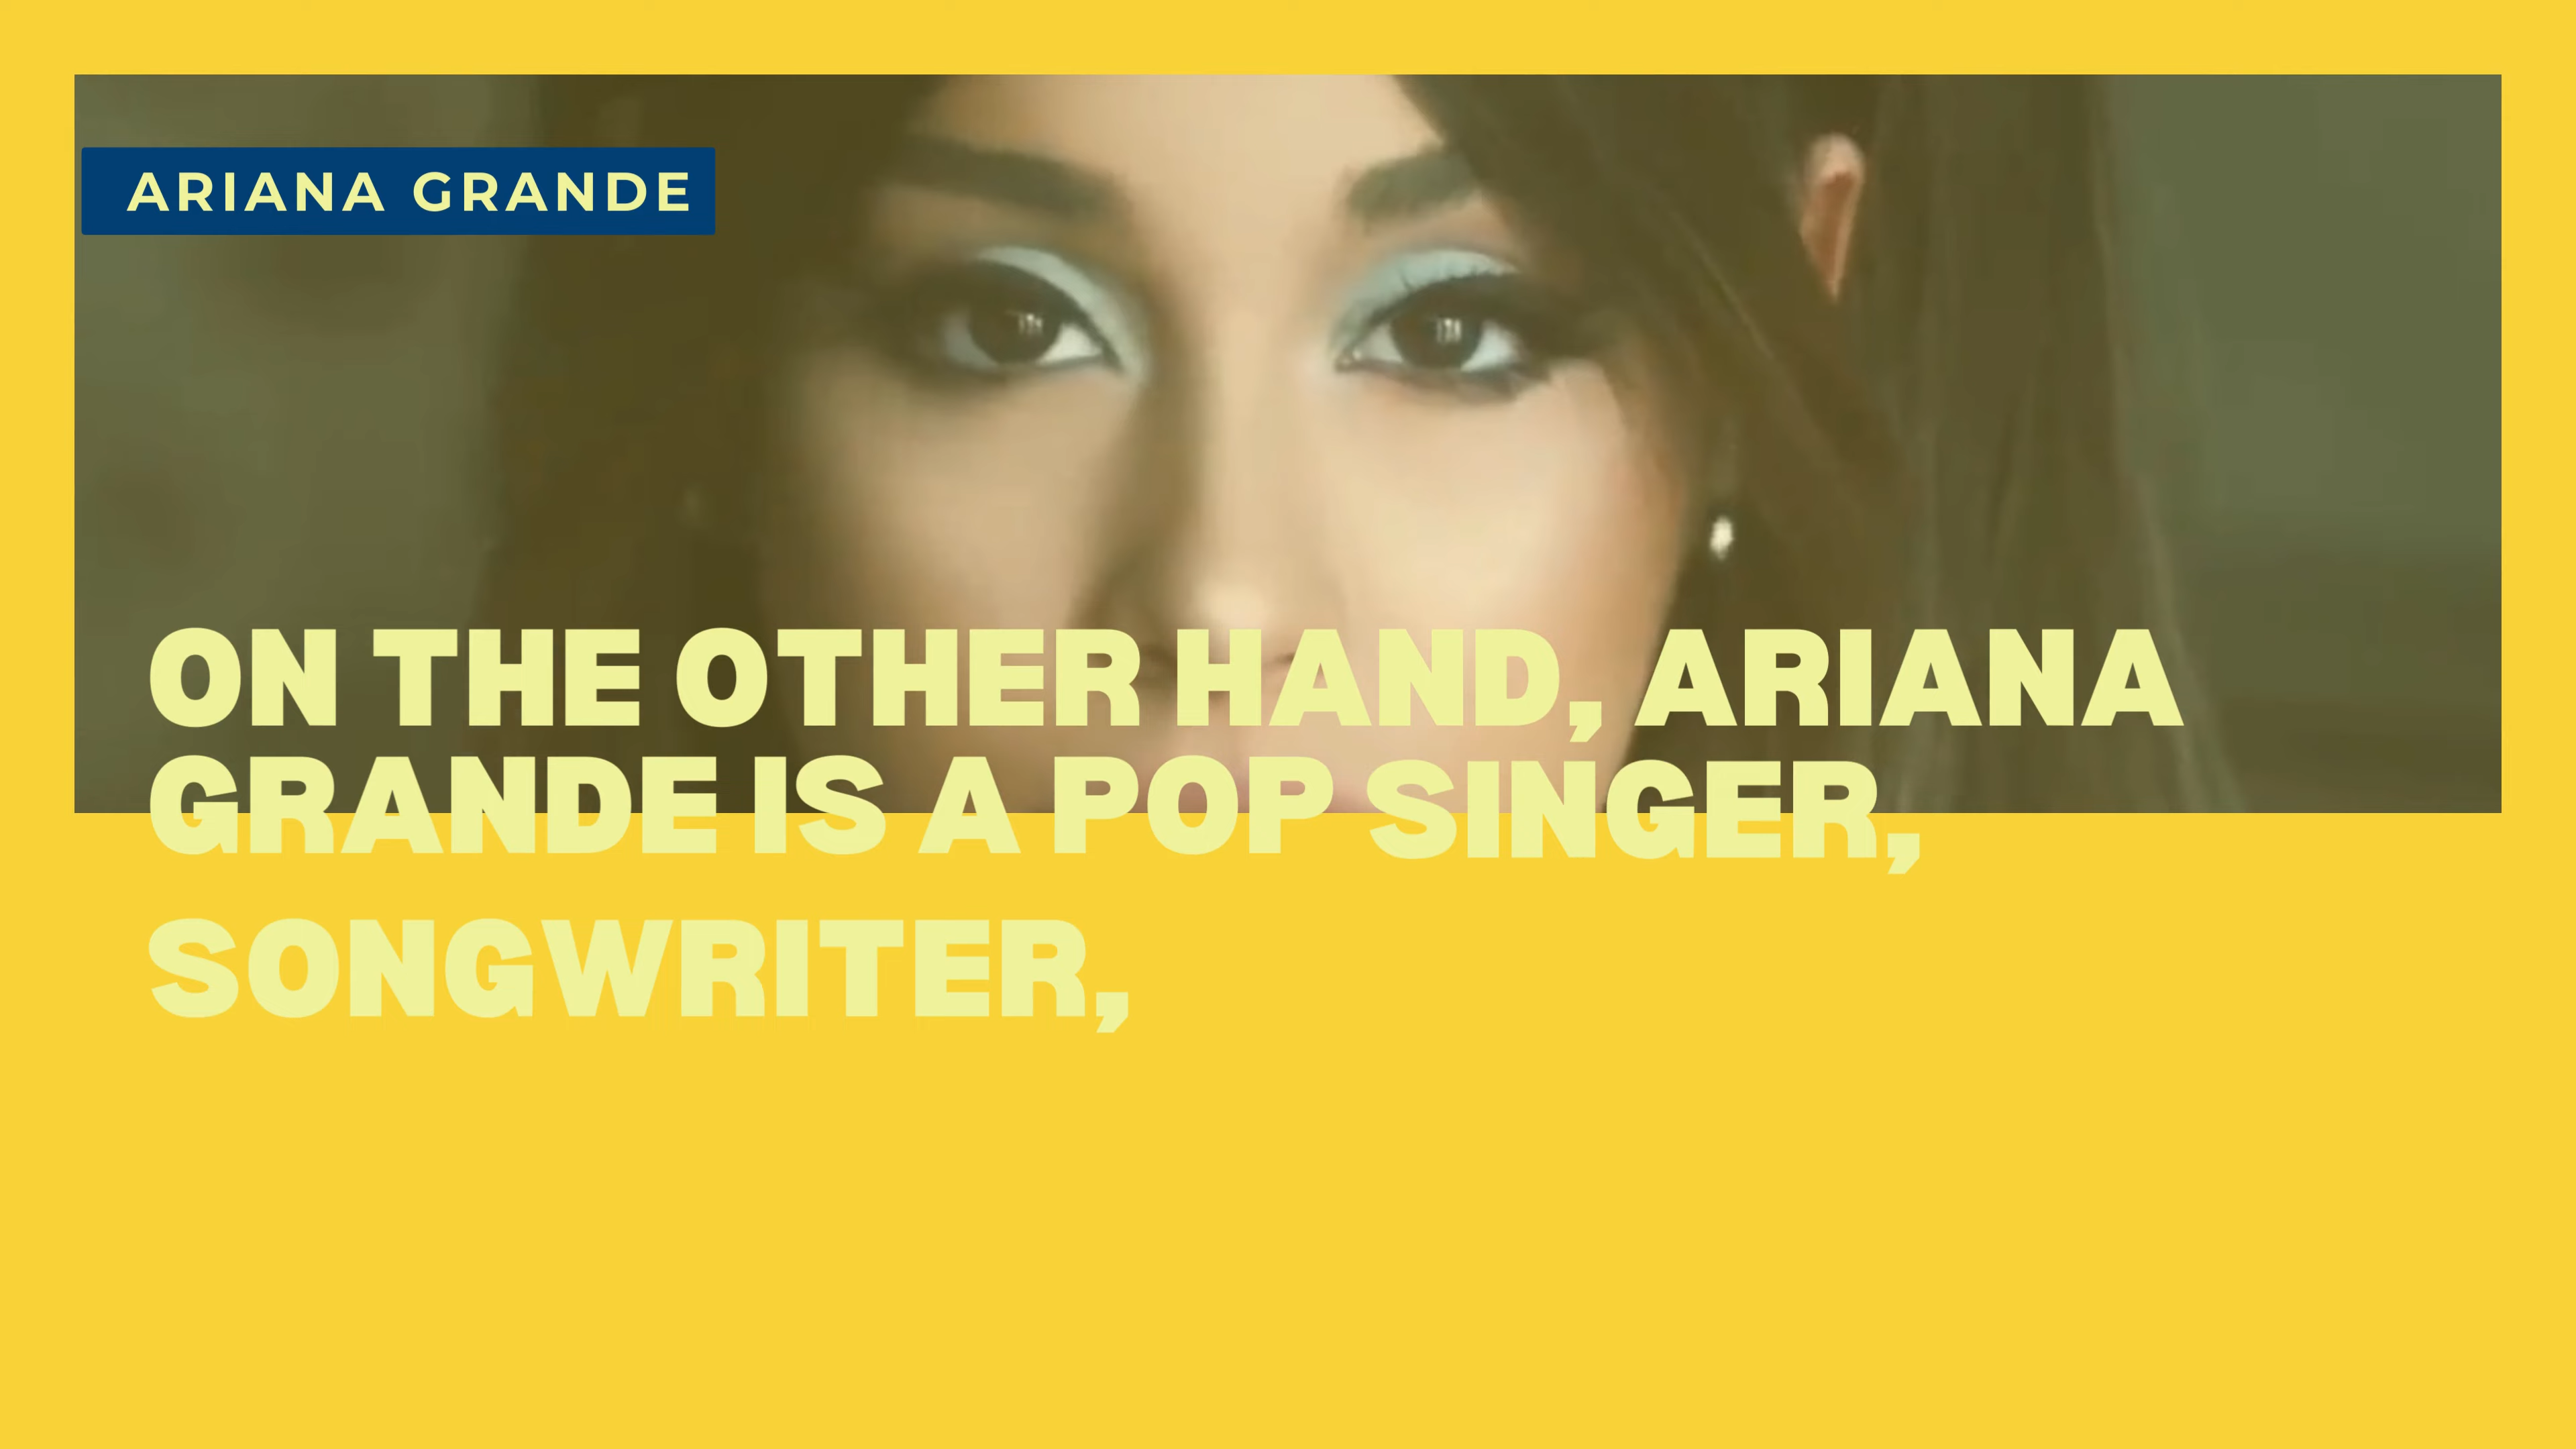 ARIANA GRANDE
ON THE OTHER HAND, ARIANA
GRANDE IS A POP SINGER,
SONGWRITER,